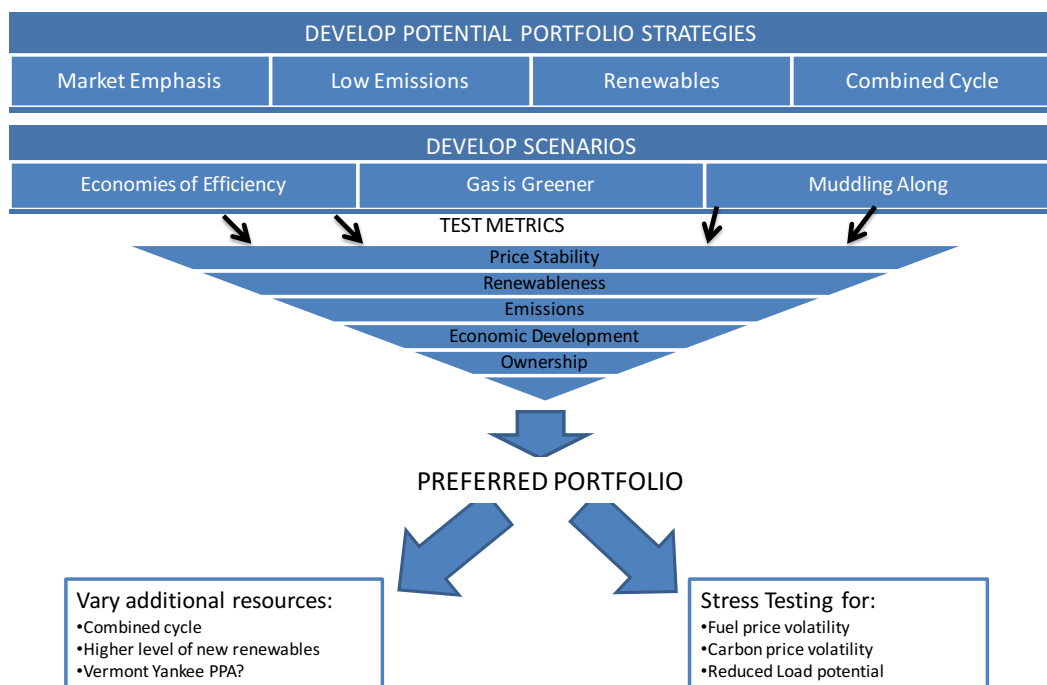 DEVELOP POTENTIAL PORTFOLIO STRATEGIES
Market Emphasis
Low Emissions
Renewables
Combined Cycle
DEVELOP SCENARIOS
Economies of Efficiency
Gas is Greener
Muddling Along
TEST METRICS
Price Stability
Renewableness
Emissions
Economic Development
Ownership
PREFERRED PORTFOLIO
Vary additional resources:
•Combined cycle
•Higher level of new renewables
•Vermont Yankee PPA?
Stress Testing for:
•Fuel price volatility
•Carbon price volatility
•Reduced Load potential